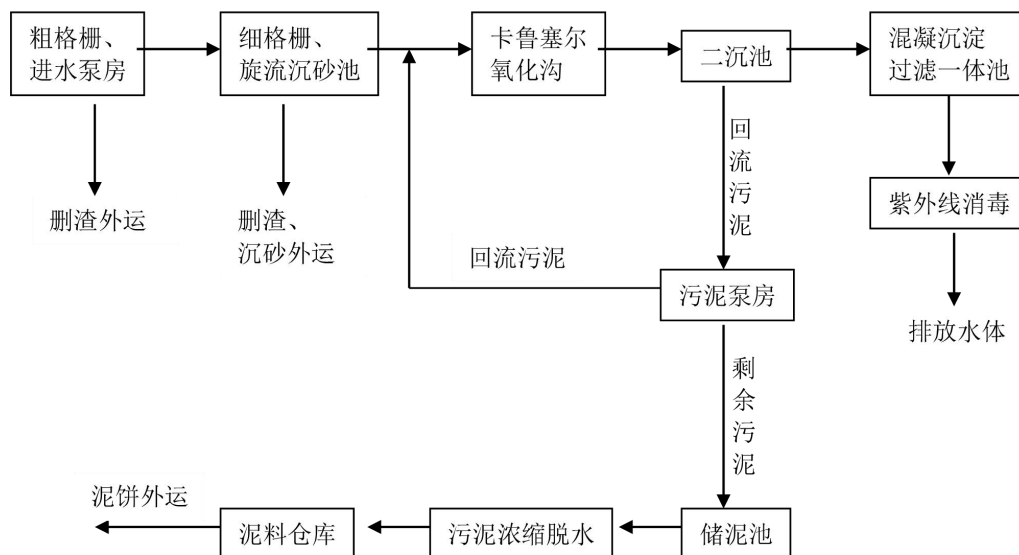 粗格栅、
进水泵房
细格栅、
旋流沉砂池
卡鲁塞尔
氧化沟
二沉池
混凝沉淀
过滤一体池
回流污泥
紫外线消毒
删渣外运
删渣、
沉砂外运
回流污泥
污泥泵房
排放水体
剩余污泥
泥饼外运
泥料仓库
污泥浓缩脱水
储泥池